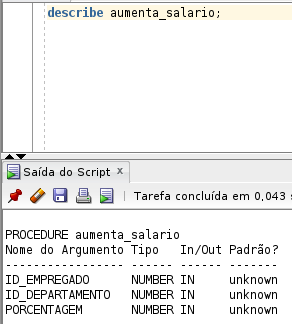 describe aumenta_salario;
Saída do Script x
Tarefa concluída em 0,043 s
PROCEDURE aumenta_salario
Nome do Argumento Tipo   In/Out Padrão?
----------------- ------ ------ -------
ID_EMPREGADO      NUMBER IN     unknown
ID_DEPARTAMENTO   NUMBER IN     unknown
PORCENTAGEM       NUMBER IN     unknown